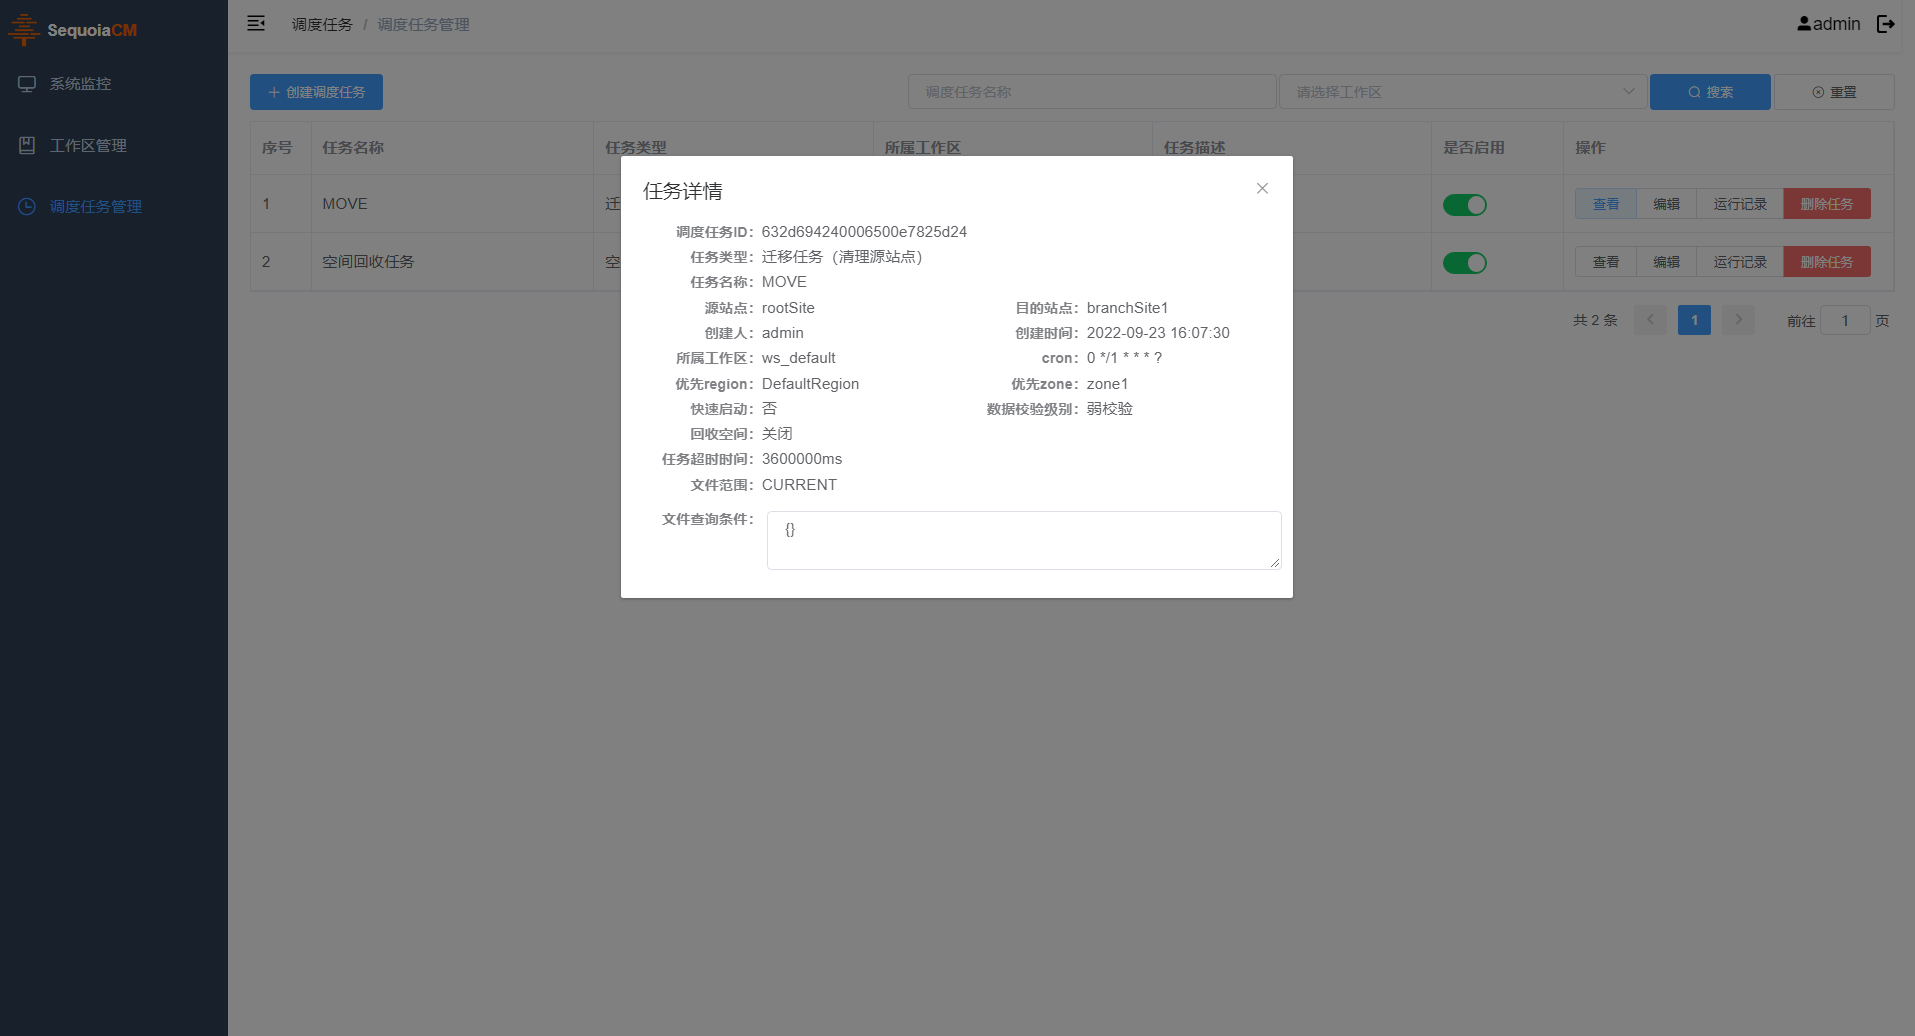 SequoiaCM
系统监控
工作区管理
调度任务管理
调度任务 / 调度任务管理
admin
创建调度任务
调度任务名称
请选择工作区
搜索
重置
序号 任务名称 任务类型 所属工作区 任务描述 是否启用 操作
1 MOVE 迁 查看 编辑 运行记录 删除任务
2 空间回收任务 空 查看 编辑 运行记录 删除任务
共 2 条 1 前往 1 页
任务详情
调度任务ID： 632d694240006500e7825d24
任务类型： 迁移任务（清理源站点）
任务名称： MOVE
源站点： rootSite 目的站点： branchSite1
创建人： admin 创建时间： 2022-09-23 16:07:30
所属工作区： ws_default cron： 0 */1 * * * ?
优先region： DefaultRegion 优先zone： zone1
快速启动： 否 数据校验级别： 弱校验
回收空间： 关闭
任务超时时间： 3600000ms
文件范围： CURRENT
文件查询条件： {}